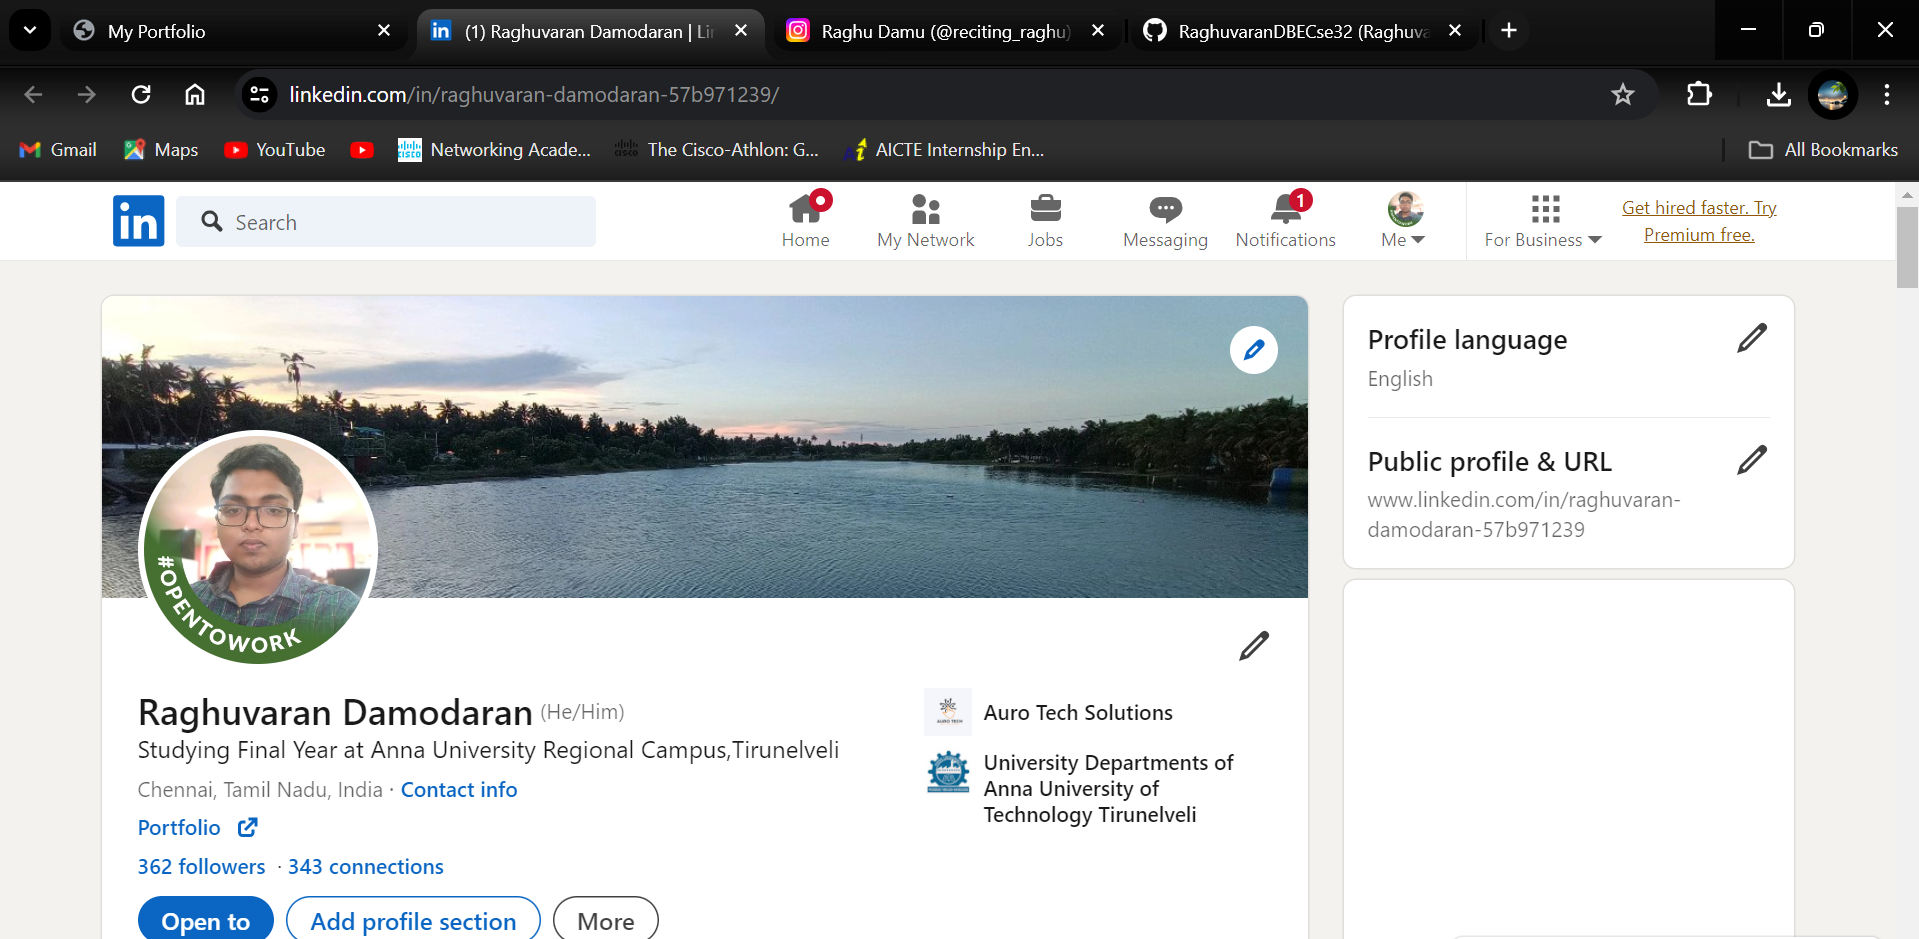 My Portfolio
(1) Raghuvaran Damodaran | Li
Raghu Damu (@reciting_raghu)
RaghuvaranDBECse32 (Raghuva
linkedin.com/in/raghuvaran-damodaran-57b971239/
Gmail
Maps
YouTube
Networking Acade...
The Cisco-Athlon: G...
AICTE Internship En...
All Bookmarks
in
Search
Home
My Network
Jobs
Messaging
1
Notifications
Me
For Business
Get hired faster. Try
Premium free.
#OPENTOWORK
Raghuvaran Damodaran (He/Him)
Studying Final Year at Anna University Regional Campus,Tirunelveli
Chennai, Tamil Nadu, India · Contact info
Portfolio
362 followers · 343 connections
Open to
Add profile section
More
AURO TECH
Auro Tech Solutions
University Departments of
Anna University of
Technology Tirunelveli
Profile language
English
Public profile & URL
www.linkedin.com/in/raghuvaran-
damodaran-57b971239